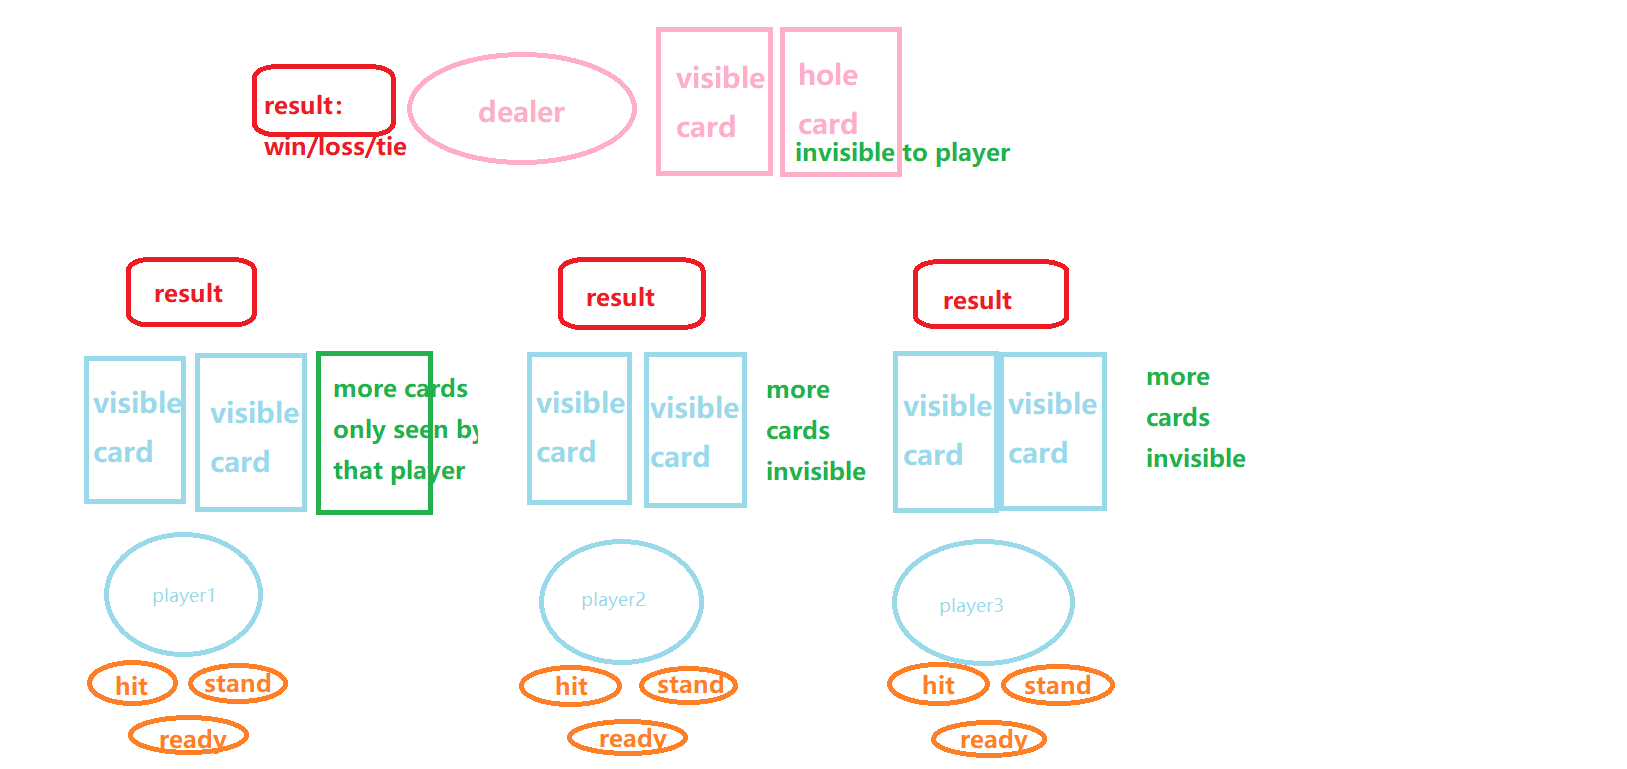 result:
win/loss/tie
dealer
visible
card
hole
card
invisible to player
result
result
result
visible
card
visible
card
more cards
only seen by
that player
visible
card
visible
card
more
cards
invisible
visible
card
visible
card
more
cards
invisible
player1
player2
player3
hit
stand
ready
hit
stand
ready
hit
stand
ready